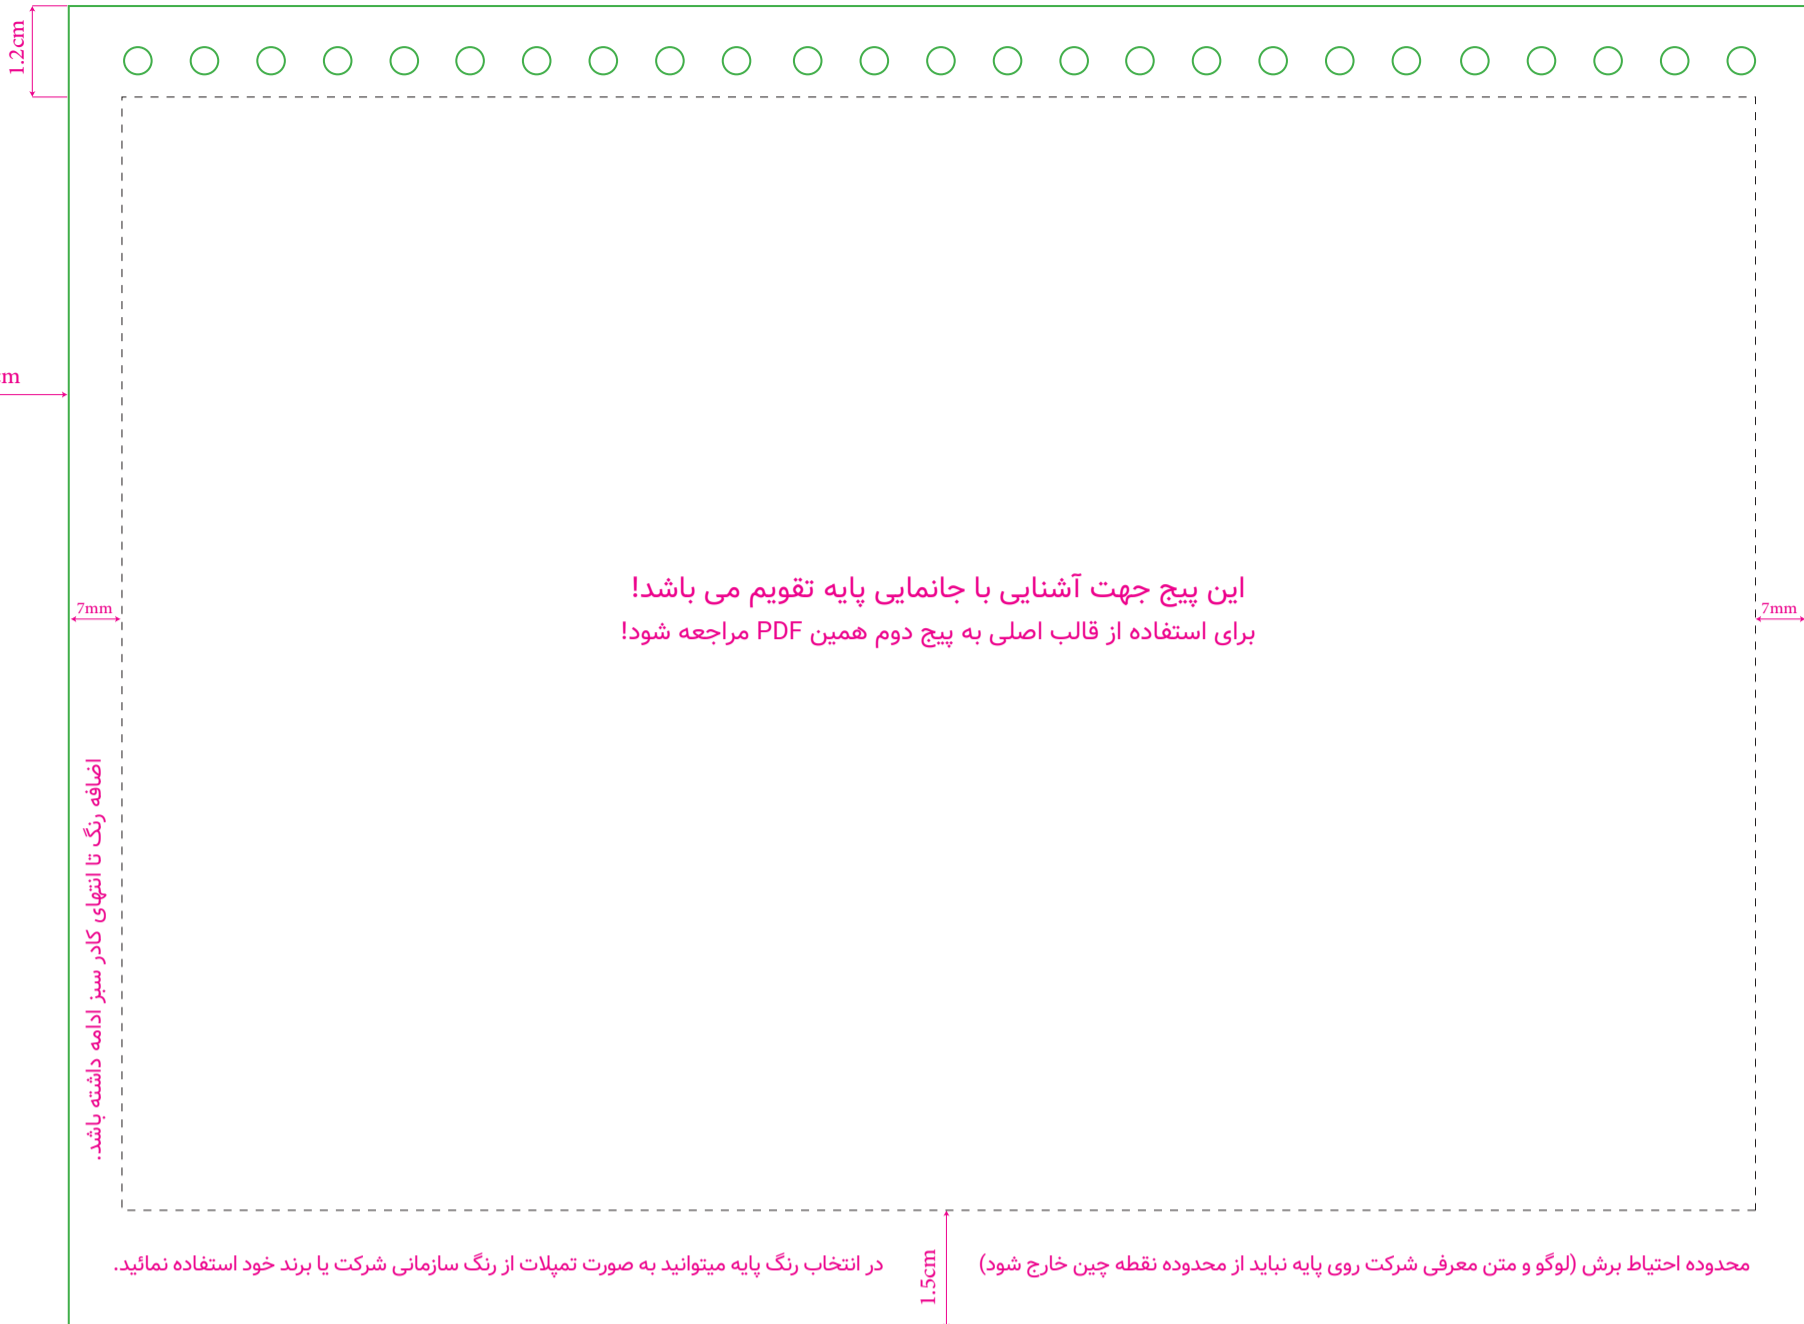 1.2cm
cm
این پیج جهت آشنایی با جانمایی پایه تقویم می باشد!
برای استفاده از قالب اصلی به پیج دوم همین PDF مراجعه شود!
7mm
7mm
اضافه رنگ تا انتهای کادر سبز ادامه داشته باشد.
محدوده احتیاط برش (لوگو و متن معرفی شرکت روی پایه نباید از محدوده نقطه چین خارج شود)
1.5cm
در انتخاب رنگ پایه میتوانید به صورت تمپلات از رنگ سازمانی شرکت یا برند خود استفاده نمائید.